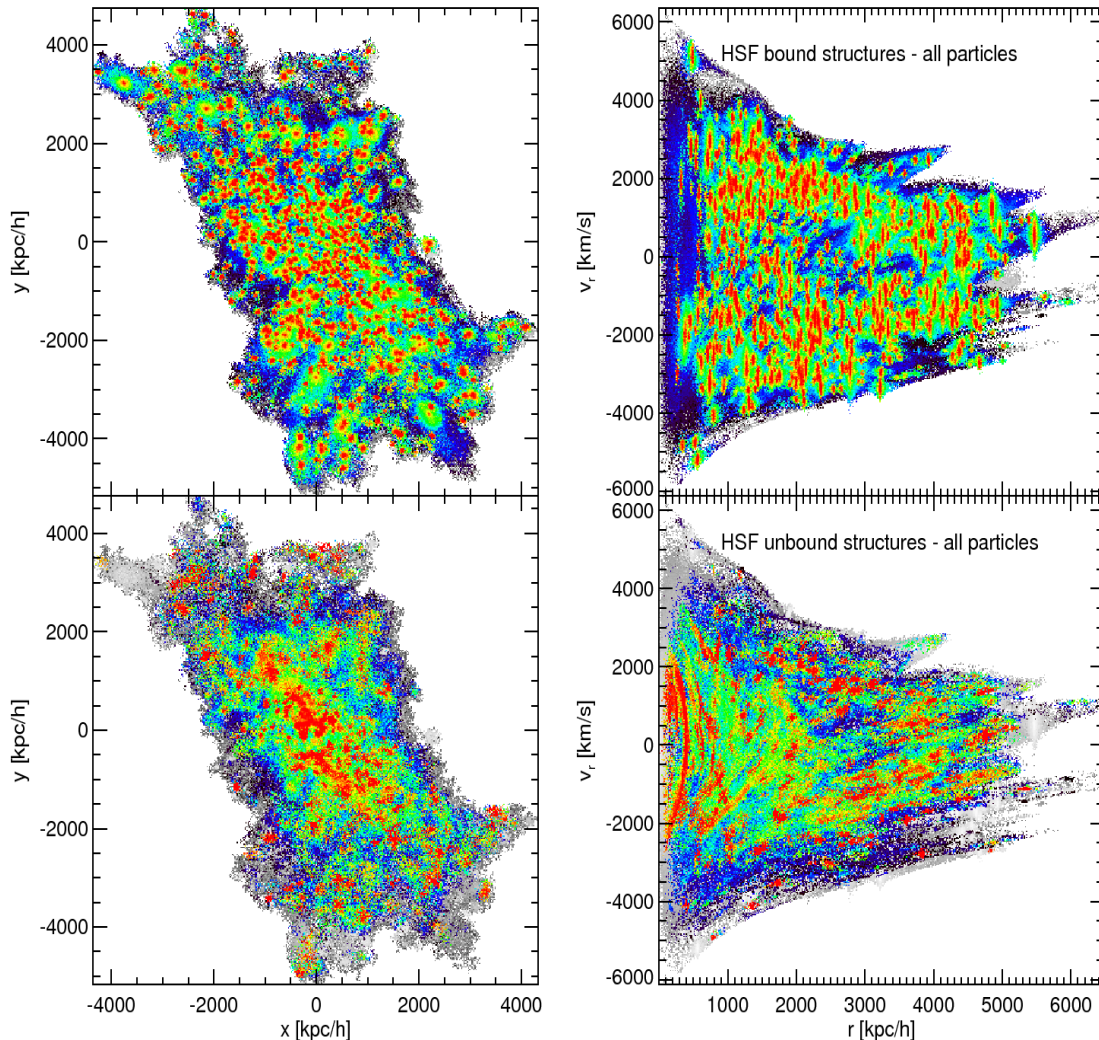 4000
2000
0
-2000
-4000
y [kpc/h]
6000
4000
2000
0
-2000
-4000
-6000
v_r [km/s]
HSF bound structures - all particles
4000
2000
0
-2000
-4000
y [kpc/h]
-4000 -2000 0 2000 4000
x [kpc/h]
6000
4000
2000
0
-2000
-4000
-6000
v_r [km/s]
HSF unbound structures - all particles
1000 2000 3000 4000 5000 6000
r [kpc/h]